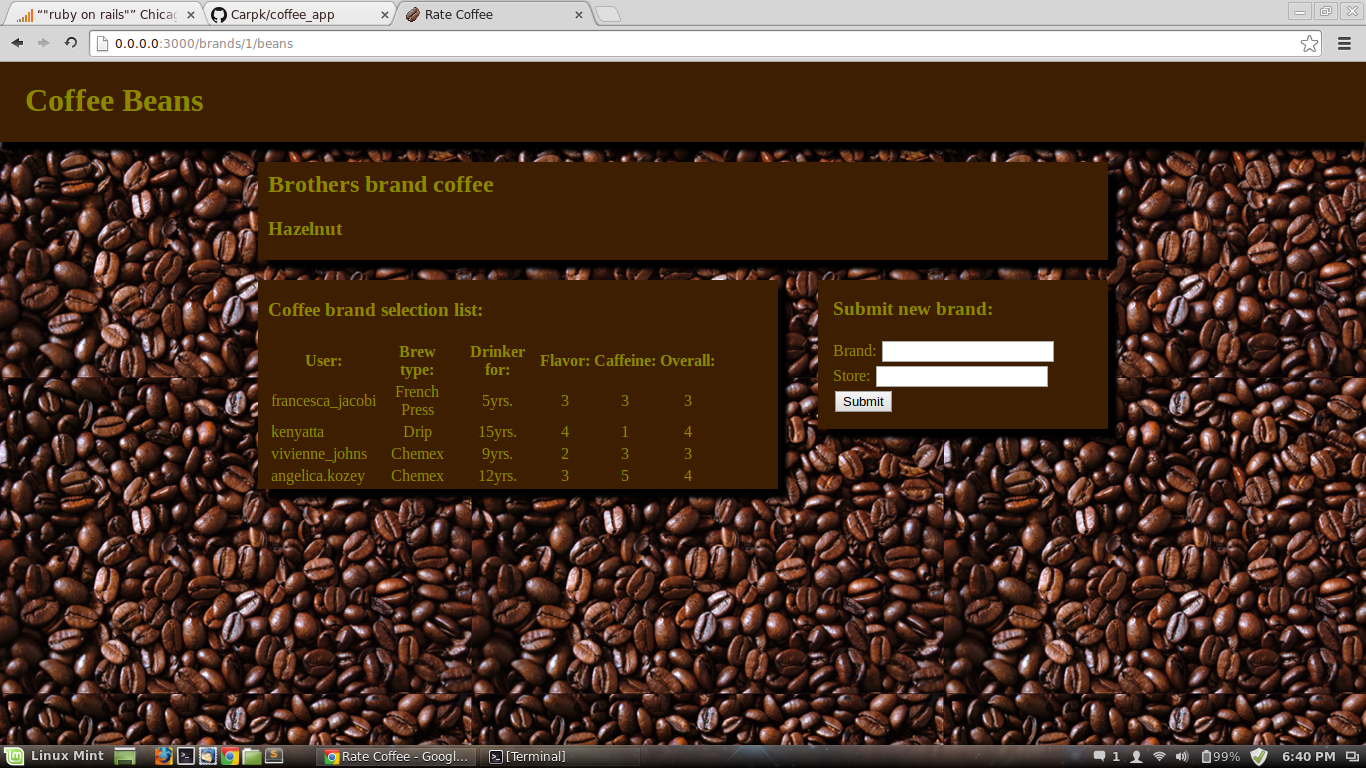 “"ruby on rails"” Chicag
Carpk/coffee_app
Rate Coffee
0.0.0.0:3000/brands/1/beans
Coffee Beans
Brothers brand coffee
Hazelnut
Coffee brand selection list:
User: Brew type: Drinker for: Flavor: Caffeine: Overall:
francesca_jacobi French Press 5yrs. 3 3 3
kenyatta Drip 15yrs. 4 1 4
vivienne_johns Chemex 9yrs. 2 3 3
angelica.kozey Chemex 12yrs. 3 5 4
Submit new brand:
Brand:
Store:
Submit
Linux Mint
Rate Coffee - Googl...
[Terminal]
1
99%
6:40 PM